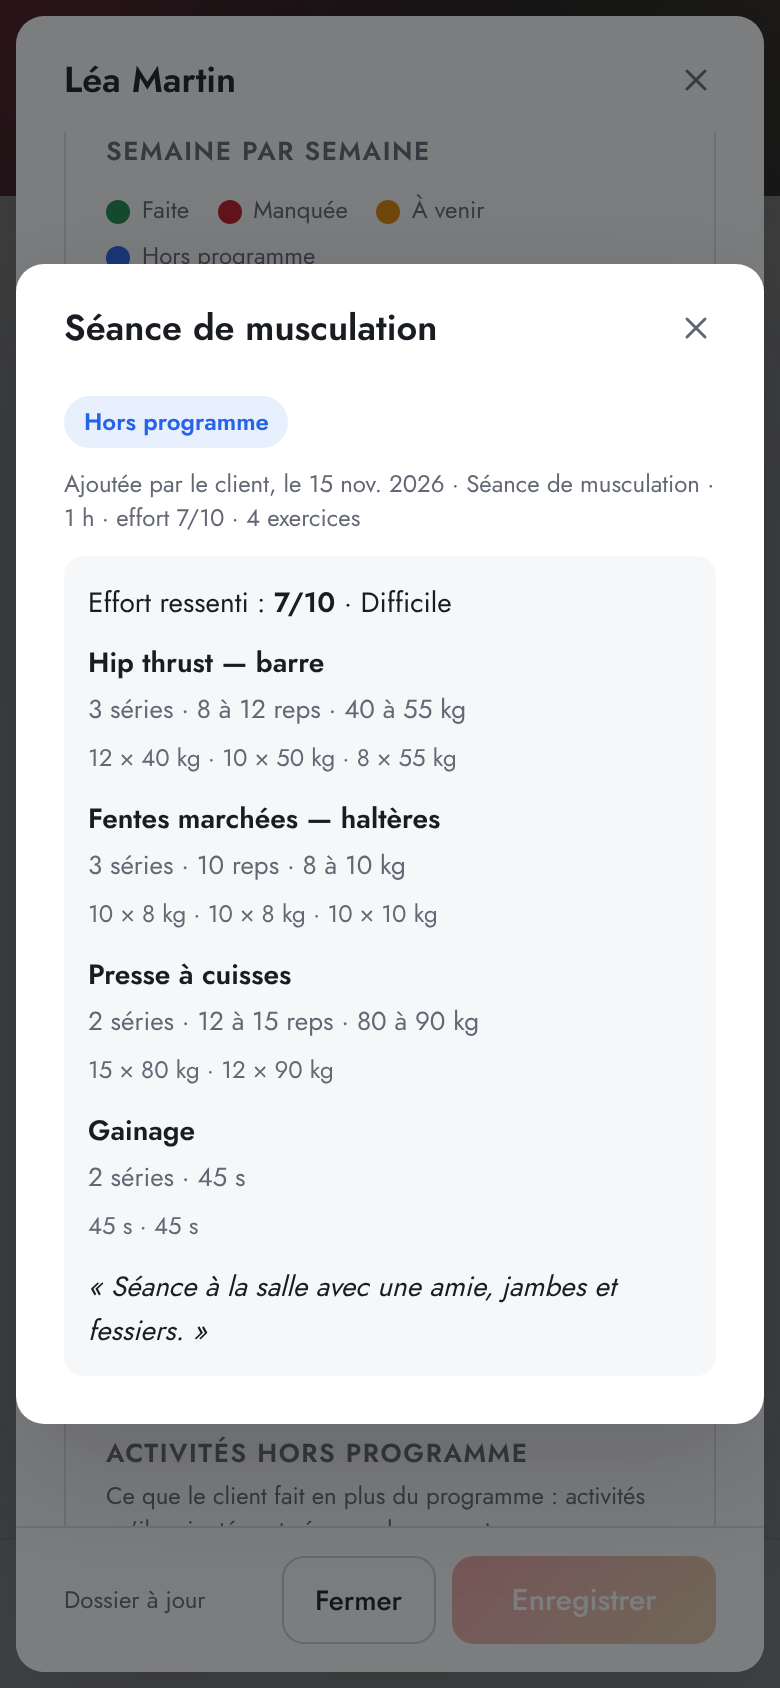 Léa Martin
SEMAINE PAR SEMAINE
Faite Manquée À venir
Hors programme
Séance de musculation
Hors programme
Ajoutée par le client, le 15 nov. 2026 · Séance de musculation ·
1 h · effort 7/10 · 4 exercices
Effort ressenti : 7/10 · Difficile
Hip thrust — barre
3 séries · 8 à 12 reps · 40 à 55 kg
12 × 40 kg · 10 × 50 kg · 8 × 55 kg
Fentes marchées — haltères
3 séries · 10 reps · 8 à 10 kg
10 × 8 kg · 10 × 8 kg · 10 × 10 kg
Presse à cuisses
2 séries · 12 à 15 reps · 80 à 90 kg
15 × 80 kg · 12 × 90 kg
Gainage
2 séries · 45 s
45 s · 45 s
« Séance à la salle avec une amie, jambes et
fessiers. »
ACTIVITÉS HORS PROGRAMME
Ce que le client fait en plus du programme : activités
Dossier à jour
Fermer
Enregistrer